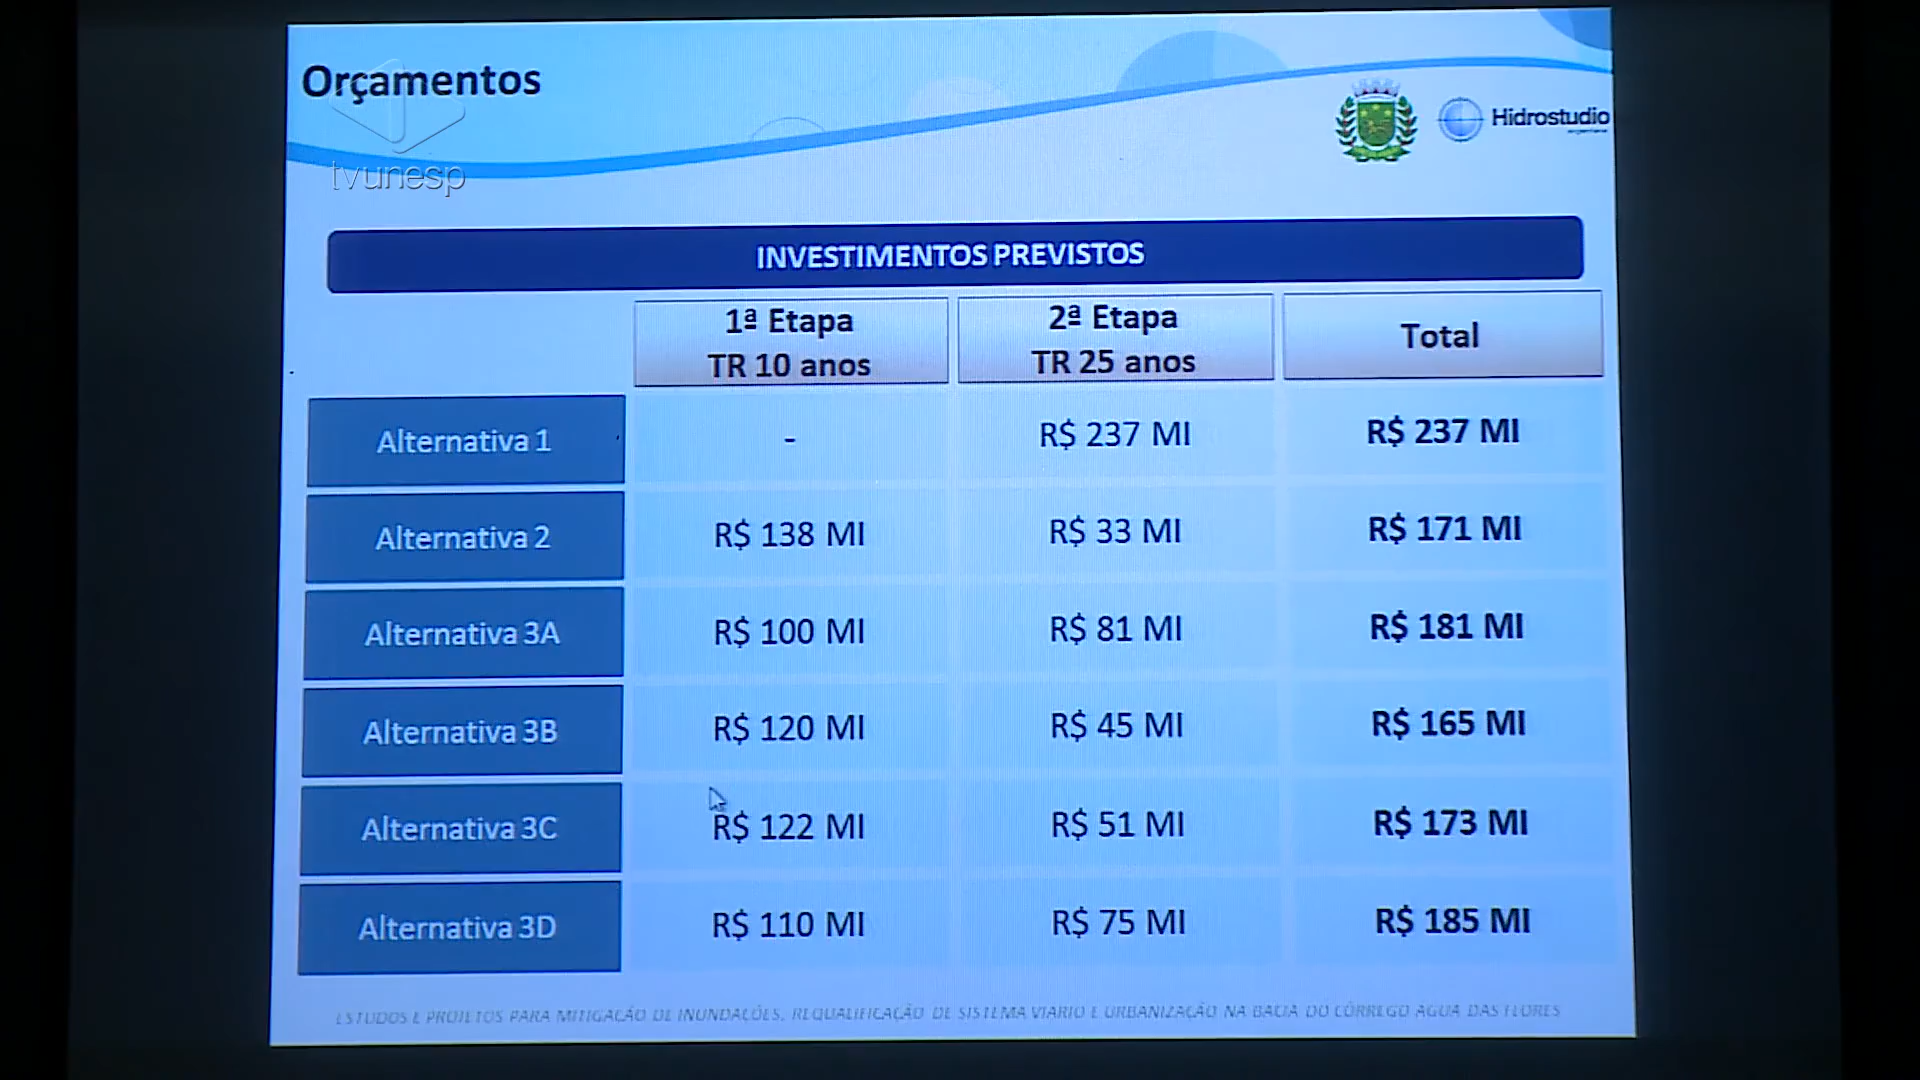 Orçamentos
tvunesp
Hidrostudio
INVESTIMENTOS PREVISTOS
1ª Etapa
TR 10 anos
2ª Etapa
TR 25 anos
Total
Alternativa 1
-
R$ 237 MI
R$ 237 MI
Alternativa 2
R$ 138 MI
R$ 33 MI
R$ 171 MI
Alternativa 3A
R$ 100 MI
R$ 81 MI
R$ 181 MI
Alternativa 3B
R$ 120 MI
R$ 45 MI
R$ 165 MI
Alternativa 3C
R$ 122 MI
R$ 51 MI
R$ 173 MI
Alternativa 3D
R$ 110 MI
R$ 75 MI
R$ 185 MI
ESTUDOS E PROJETOS PARA MITIGAÇÃO DE INUNDAÇÕES, REQUALIFICAÇÃO DE SISTEMA VIARIO E URBANIZAÇÃO NA BACIA DO CÓRREGO AGUA DAS FLORES